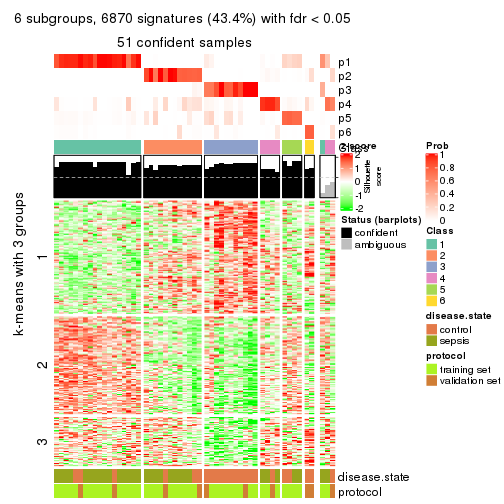 6 subgroups, 6870 signatures (43.4%) with fdr < 0.05
51 confident samples
p1
p2
p3
p4
p5
p6
z-score
Class
2
1
0
-1
-2
Silhouette
score
k-means with 3 groups
1
2
3
Status (barplots)
confident
ambiguous
Prob
1
0.8
0.6
0.4
0.2
0
Class
1
2
3
4
5
6
disease.state
control
sepsis
protocol
training set
validation set
disease.state
protocol